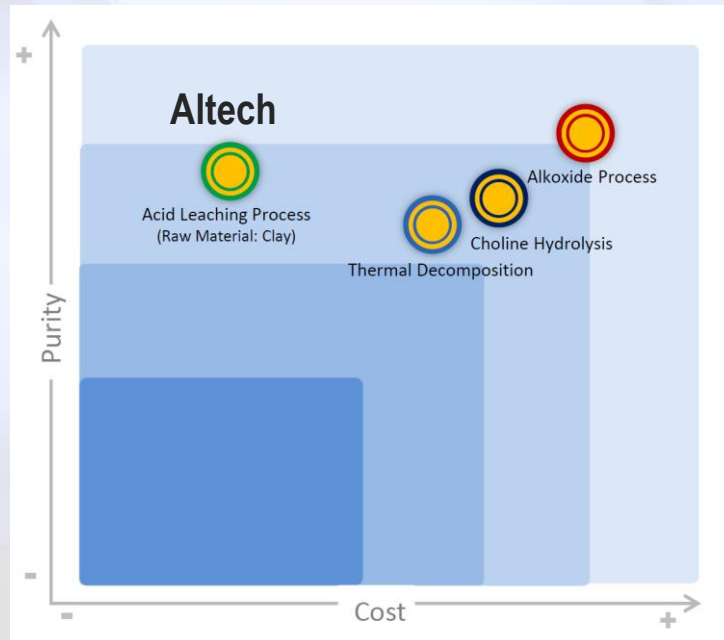 +
Altech
Alkoxide Process
Acid Leaching Process
(Raw Material: Clay)
Choline Hydrolysis
Thermal Decomposition
Purity
-
-
Cost
+